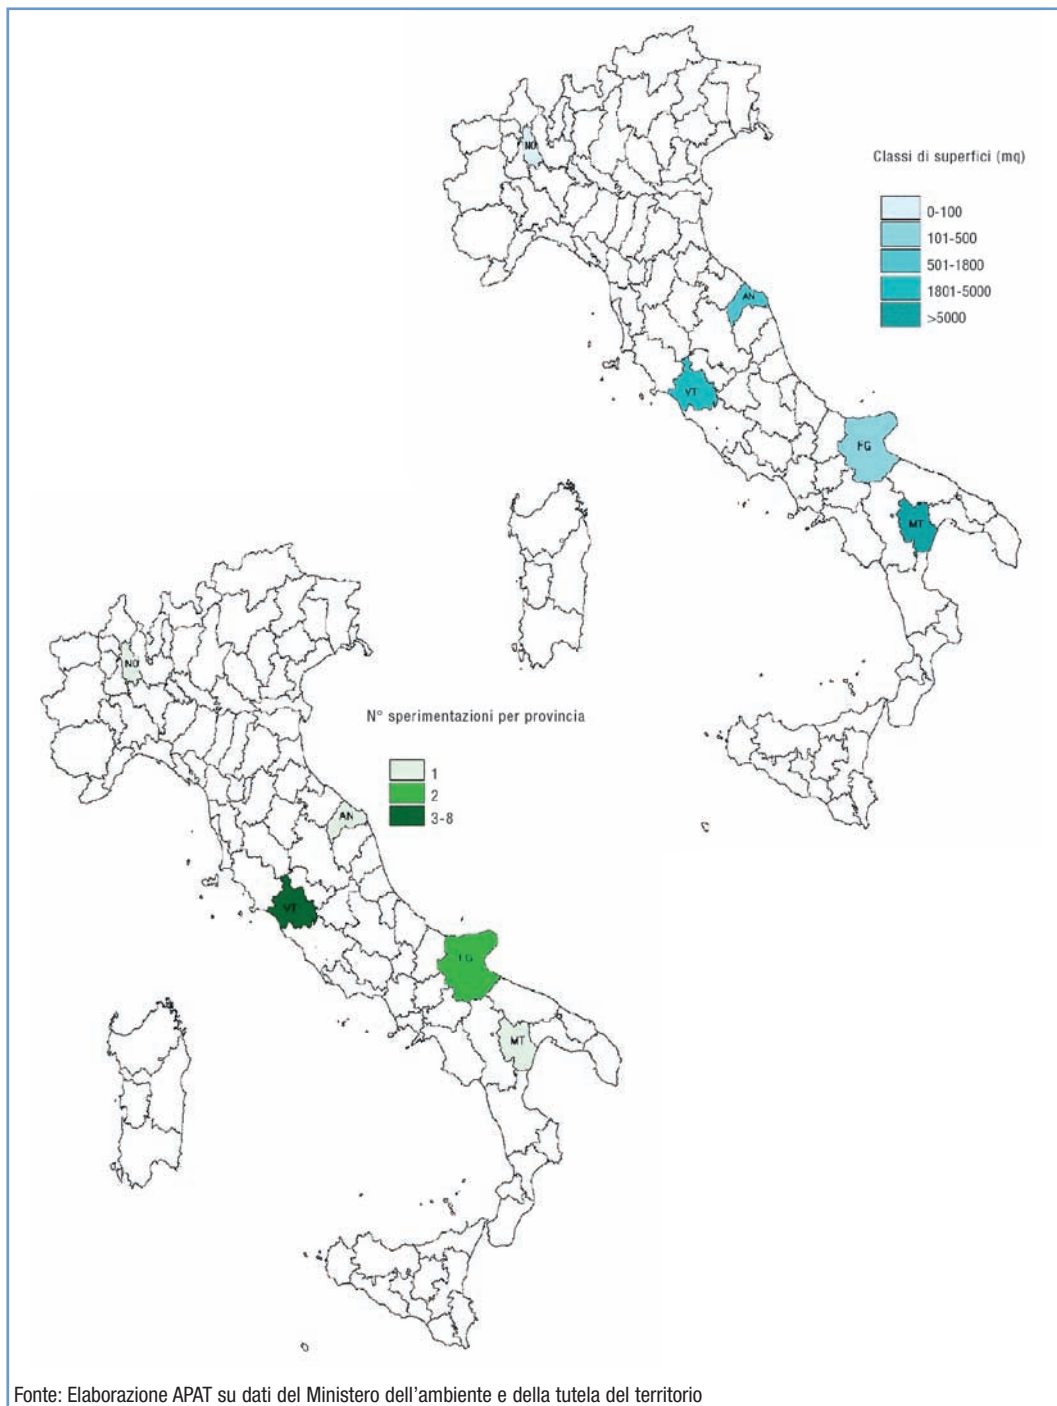 NO
Classi di superfici (mq)
0-100
101-500
501-1800
1801-5000
>5000
AN
VT
FG
MT
NO
N° sperimentazioni per provincia
1
2
3-8
AN
VT
FG
MT
Fonte: Elaborazione APAT su dati del Ministero dell'ambiente e della tutela del territorio